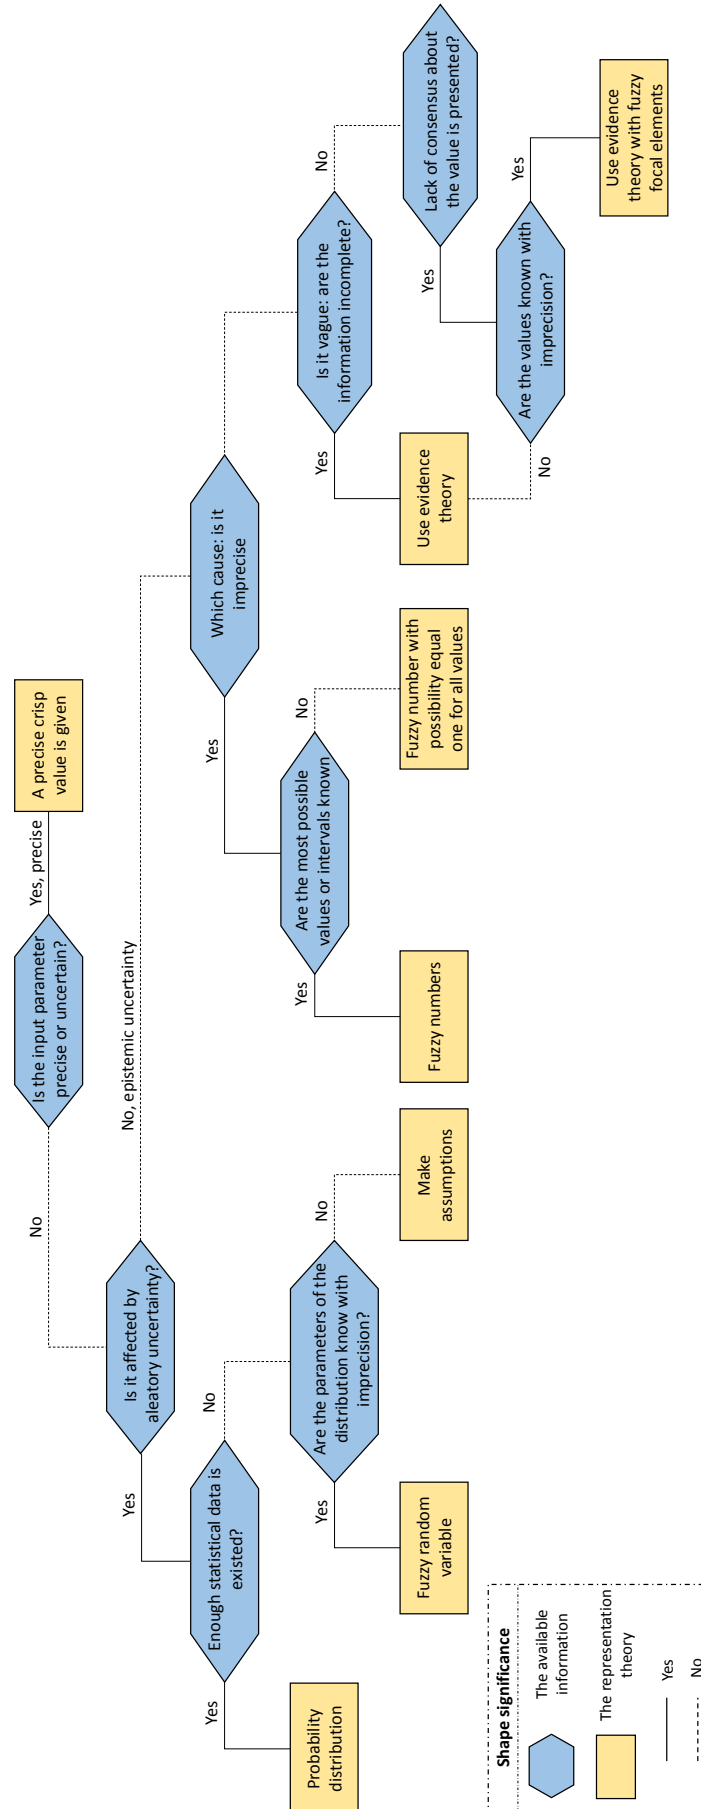 Is the input parameter
precise or uncertain?
Yes, precise
A precise crisp
value is given
No
Is it affected by
aleatory uncertainty?
No, epistemic uncertainty
Yes
Enough statistical data is
existed?
Yes
Probability
distribution
No
Are the parameters of the
distribution know with
imprecision?
Yes
Fuzzy random
variable
No
Make
assumptions
Which cause: is it
imprecise
Yes
Are the most possible
values or intervals known
Yes
Fuzzy numbers
No
Fuzzy number with
possibility equal
one for all values
Is it vague: are the
information incomplete?
Yes
Use evidence
theory
No
Lack of consensus about
the value is presented?
Yes
Are the values known with
imprecision?
No
Yes
Use evidence
theory with fuzzy
focal elements
Shape significance
The available
information
The representation
theory
Yes
No